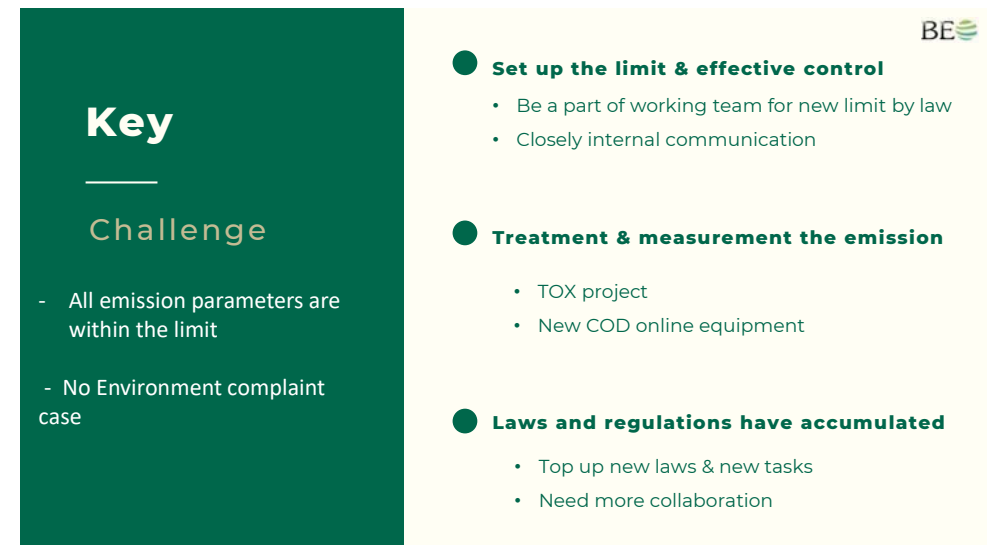 BE
Key
Challenge
- All emission parameters are
within the limit
- No Environment complaint
case
Set up the limit & effective control
• Be a part of working team for new limit by law
• Closely internal communication
Treatment & measurement the emission
• TOX project
• New COD online equipment
Laws and regulations have accumulated
• Top up new laws & new tasks
• Need more collaboration